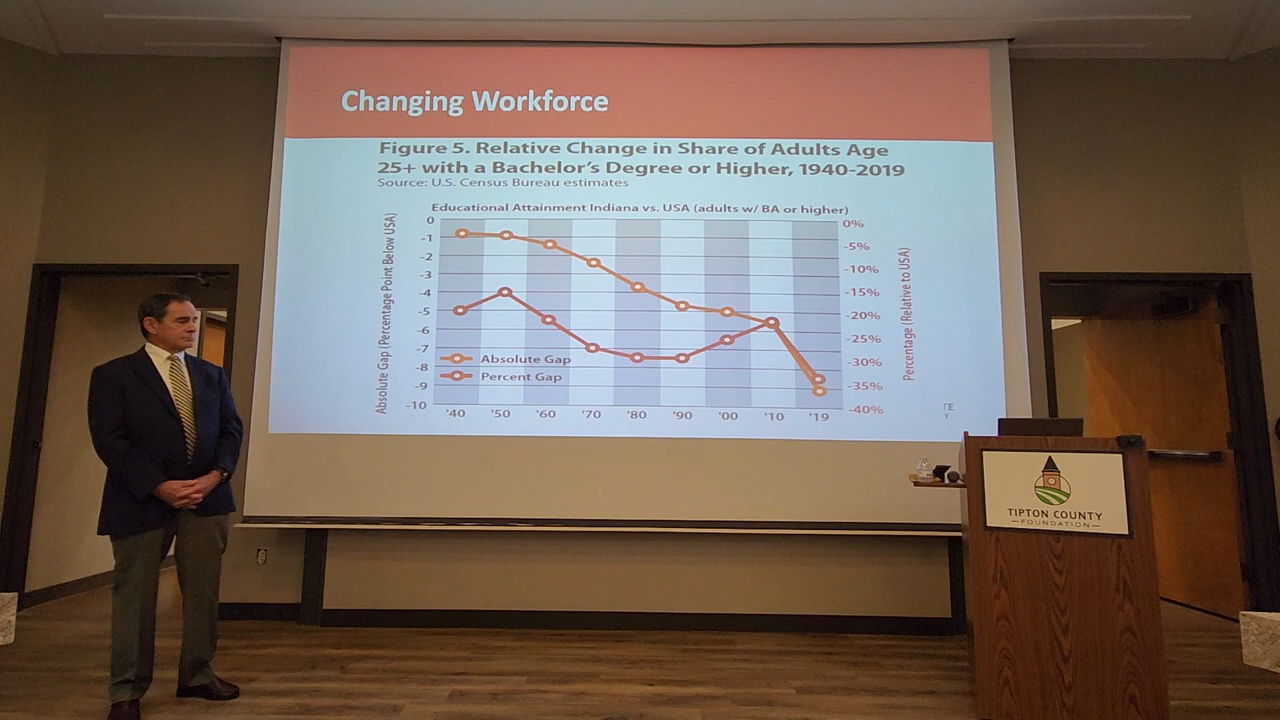 Changing Workforce
Figure 5. Relative Change in Share of Adults Age
25+ with a Bachelor's Degree or Higher, 1940-2019
Source: U.S. Census Bureau estimates
Educational Attainment Indiana vs. USA (adults w/ BA or higher)
Absolute Gap (Percentage Point Below USA)
0
-1
-2
-3
-4
-5
-6
-7
-8
-9
-10
Absolute Gap
Percent Gap
'40 '50 '60 '70 '80 '90 '00 '10 '19
0%
-5%
-10%
-15%
-20%
-25%
-30%
-35%
-40%
Percentage (Relative to USA)
TE
Y
TIPTON COUNTY
FOUNDATION